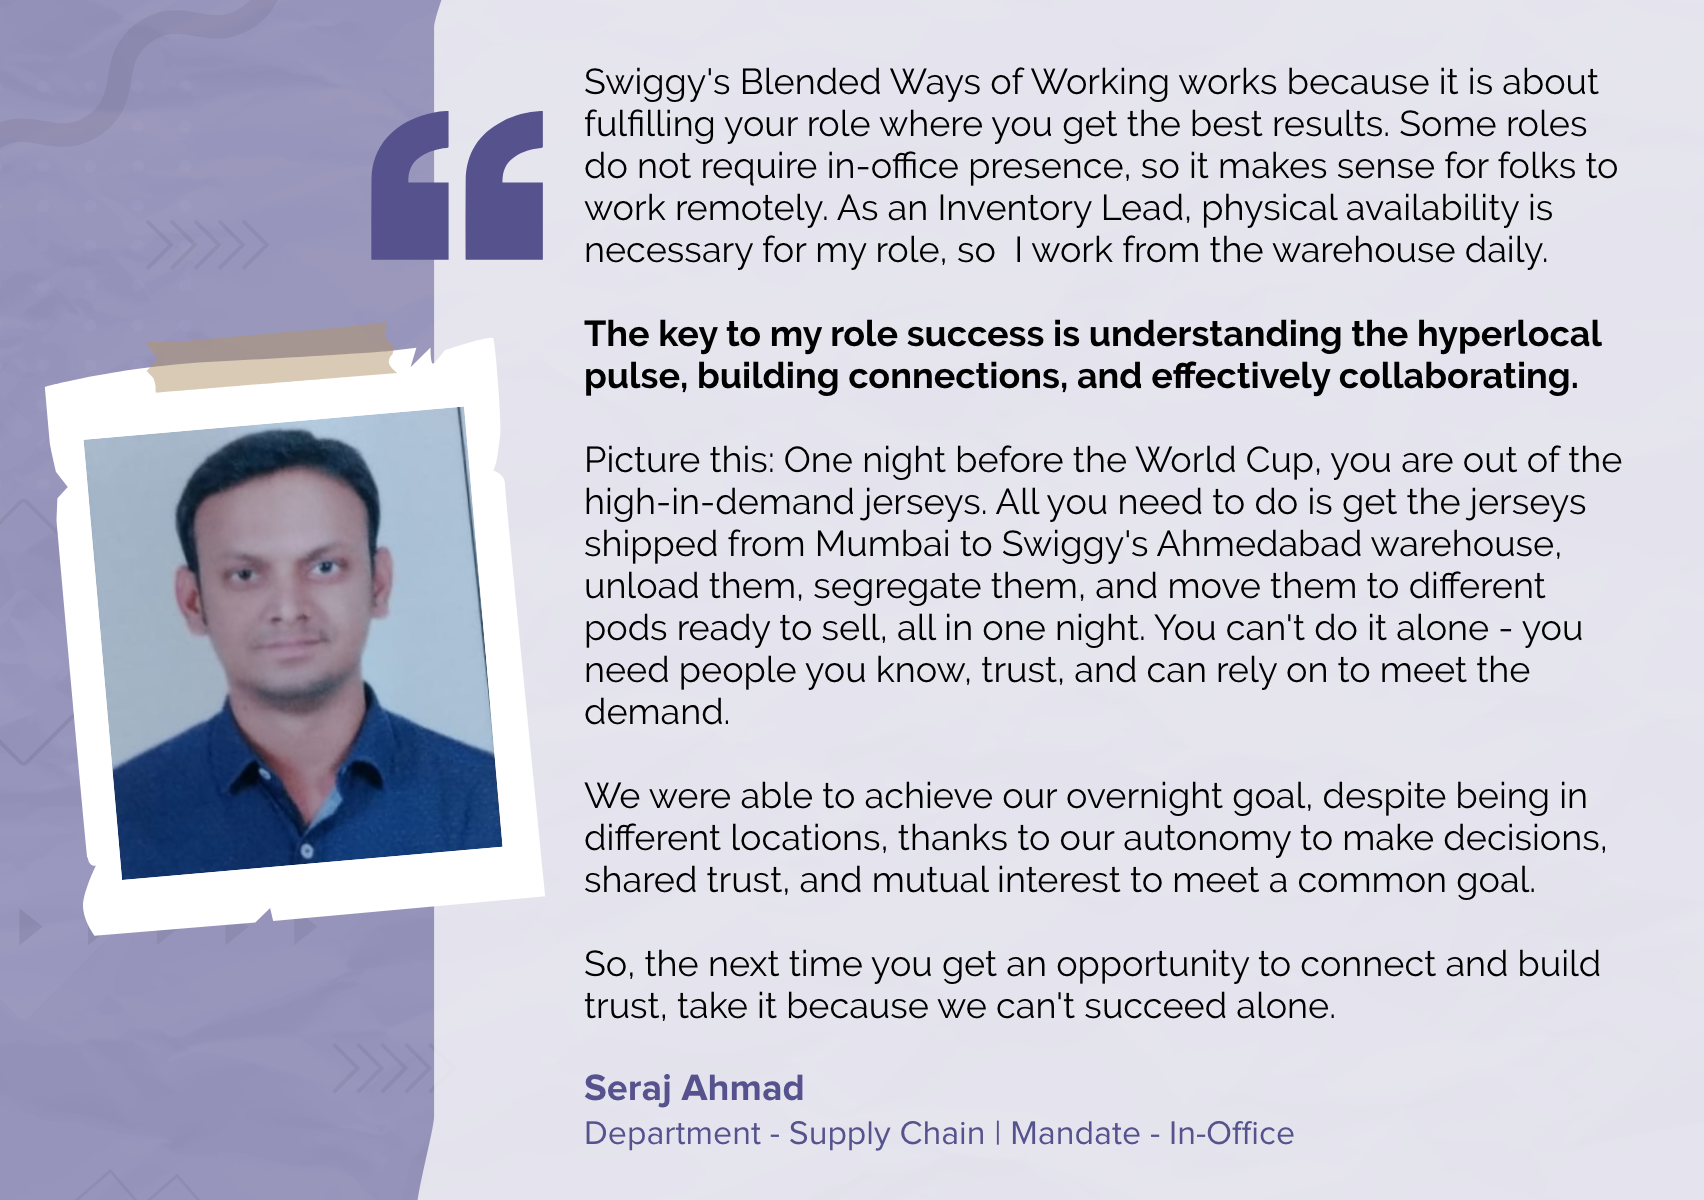 Swiggy's Blended Ways of Working works because it is about
fulfilling your role where you get the best results. Some roles
do not require in-office presence, so it makes sense for folks to
work remotely. As an Inventory Lead, physical availability is
necessary for my role, so  I work from the warehouse daily.
The key to my role success is understanding the hyperlocal
pulse, building connections, and effectively collaborating.
Picture this: One night before the World Cup, you are out of the
high-in-demand jerseys. All you need to do is get the jerseys
shipped from Mumbai to Swiggy's Ahmedabad warehouse,
unload them, segregate them, and move them to different
pods ready to sell, all in one night. You can't do it alone - you
need people you know, trust, and can rely on to meet the
demand.
We were able to achieve our overnight goal, despite being in
different locations, thanks to our autonomy to make decisions,
shared trust, and mutual interest to meet a common goal.
So, the next time you get an opportunity to connect and build
trust, take it because we can't succeed alone.
Seraj Ahmad
Department - Supply Chain | Mandate - In-Office